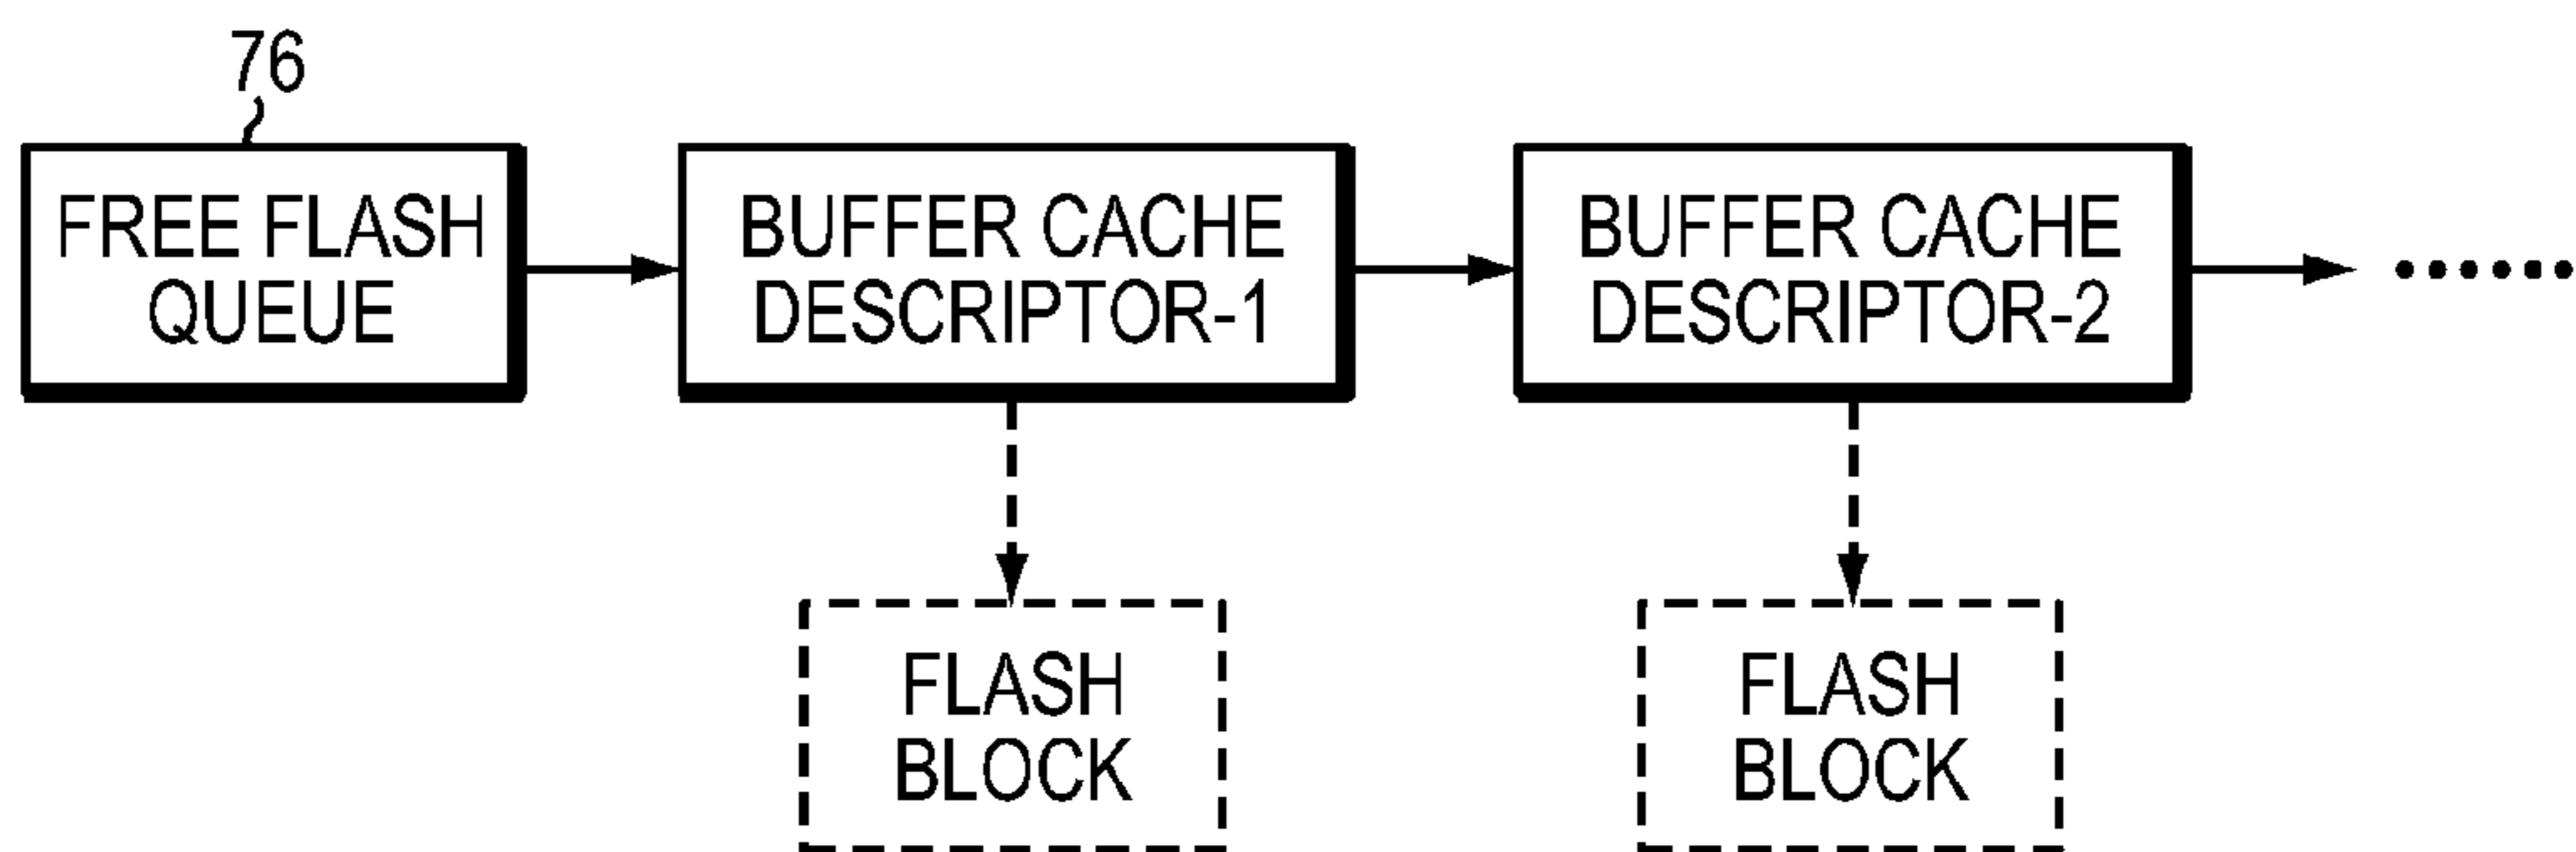 76
FREE FLASH
QUEUE
BUFFER CACHE
DESCRIPTOR-1
BUFFER CACHE
DESCRIPTOR-2
FLASH
BLOCK
FLASH
BLOCK